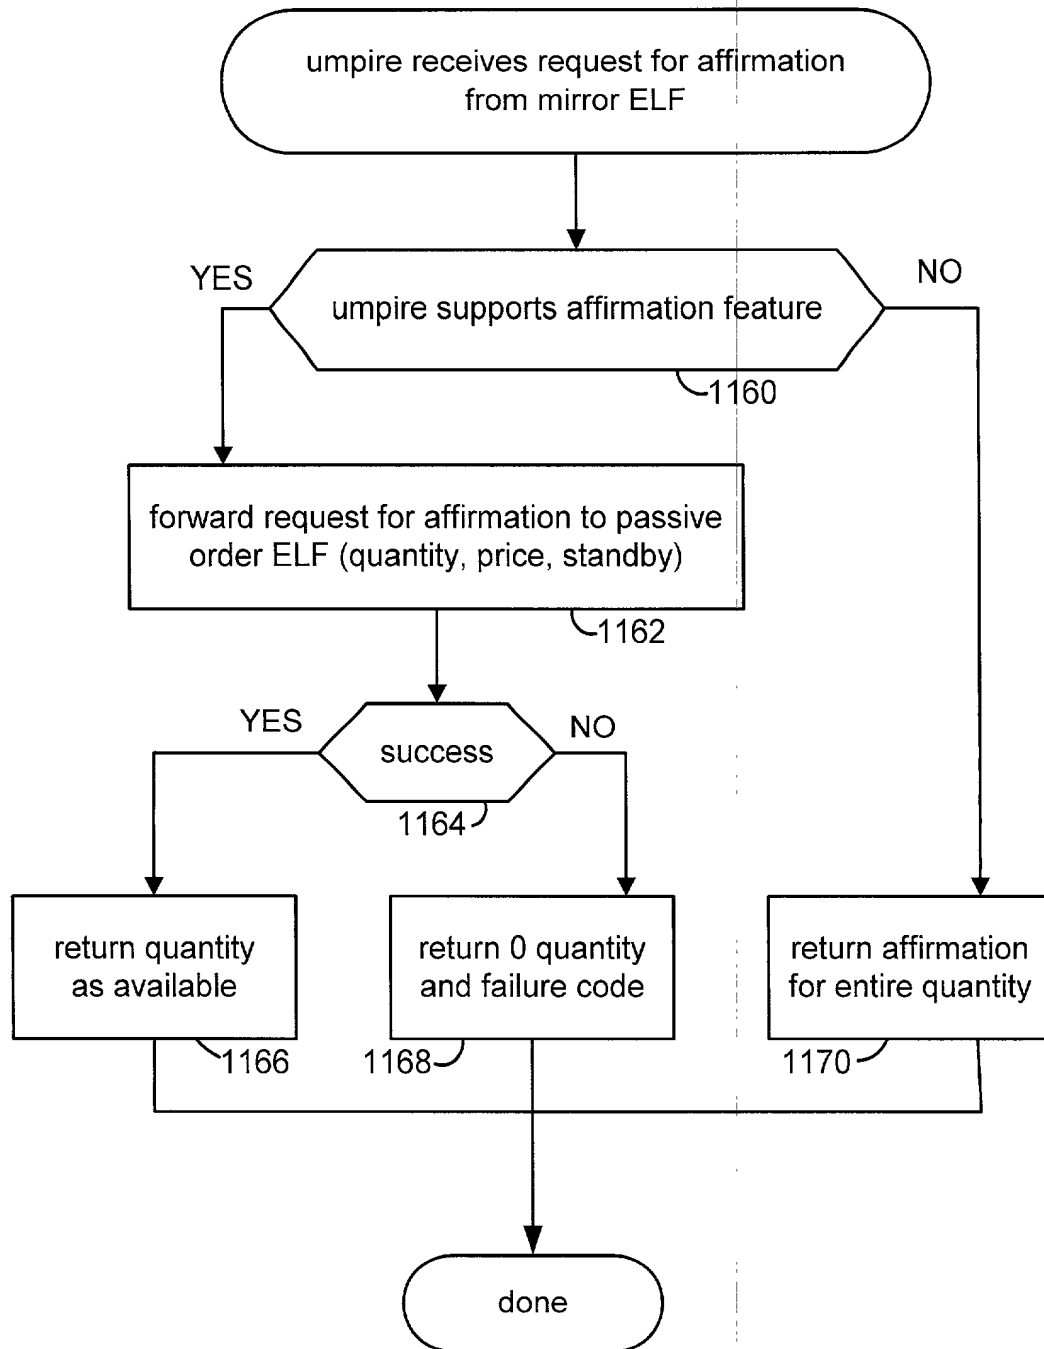 umpire receives request for affirmation
from mirror ELF
YES
NO
umpire supports affirmation feature
1160
forward request for affirmation to passive
order ELF (quantity, price, standby)
1162
YES
NO
success
1164
return quantity
as available
1166
return 0 quantity
and failure code
1168
return affirmation
for entire quantity
1170
done